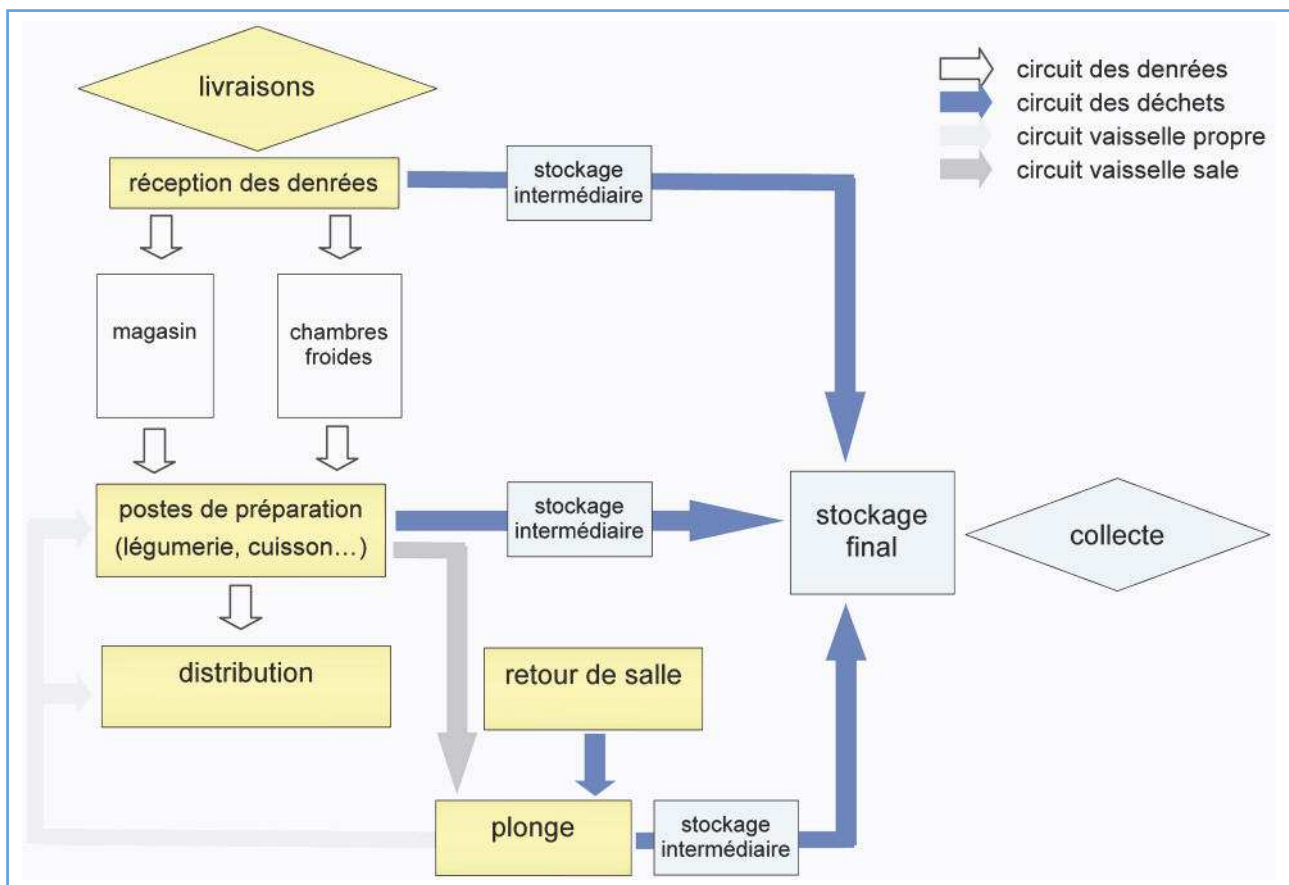 livraisons
circuit des denrées
circuit des déchets
circuit vaisselle propre
circuit vaisselle sale
réception des denrées
stockage
intermédiaire
magasin
chambres
froides
postes de préparation
(légumerie, cuisson…)
stockage
intermédiaire
stockage
final
collecte
distribution
retour de salle
plonge
stockage
intermédiaire